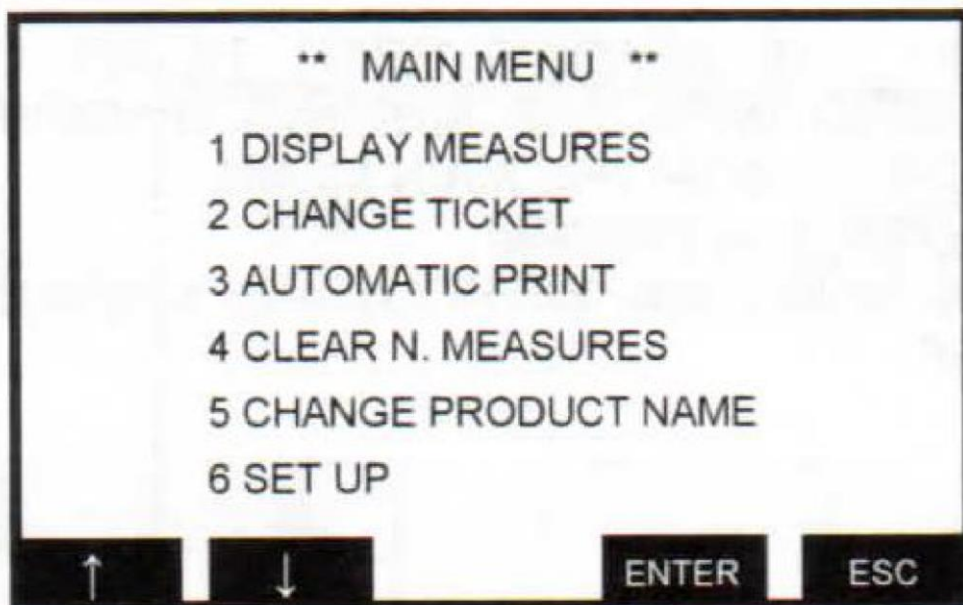 ** MAIN MENU **
1 DISPLAY MEASURES
2 CHANGE TICKET
3 AUTOMATIC PRINT
4 CLEAR N. MEASURES
5 CHANGE PRODUCT NAME
6 SET UP
↑ ↓ ENTER ESC